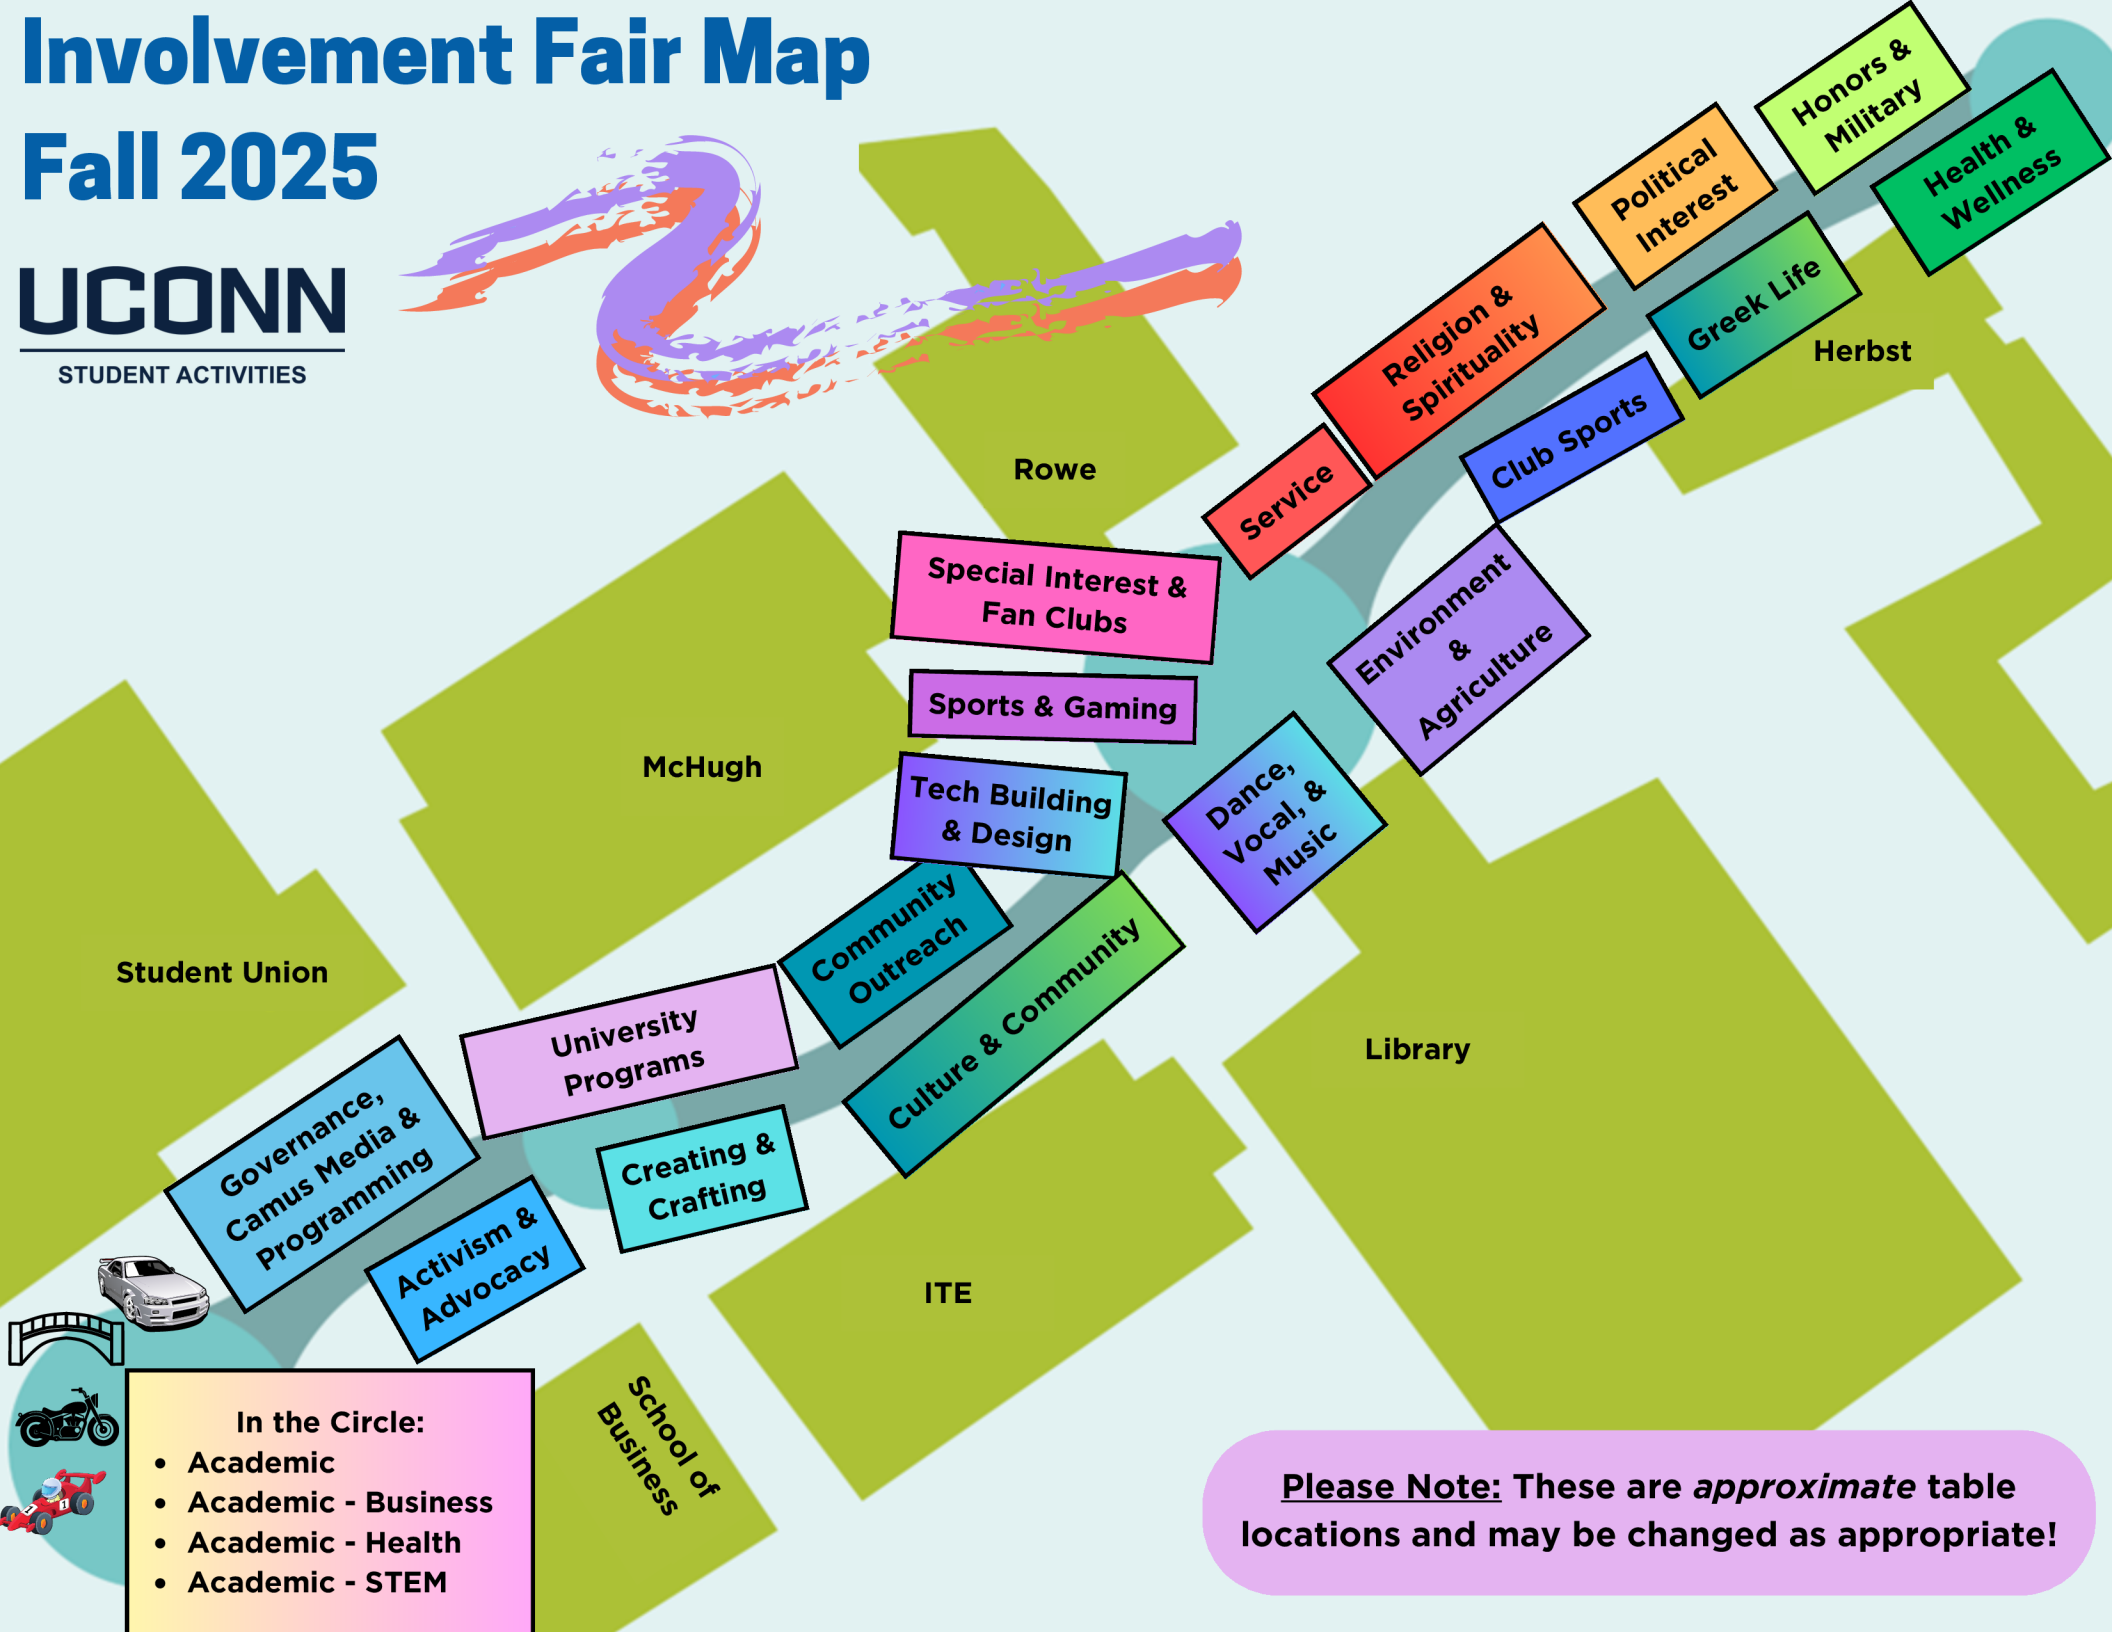 Involvement Fair Map
Fall 2025
UCONN
STUDENT ACTIVITIES
Honors &
Military
Health &
Wellness
Political
Interest
Greek Life
Herbst
Religion &
Spirituality
Club Sports
Service
Rowe
Special Interest &
Fan Clubs
Environment
&
Agriculture
Sports & Gaming
McHugh
Tech Building
& Design
Dance,
Vocal, &
Music
Community
Outreach
Culture & Community
Student Union
University
Programs
Library
Governance,
Camus Media &
Programming
Creating &
Crafting
Activism &
Advocacy
ITE
School of
Business
In the Circle:
• Academic
• Academic - Business
• Academic - Health
• Academic - STEM
1
1
Please Note: These are approximate table
locations and may be changed as appropriate!